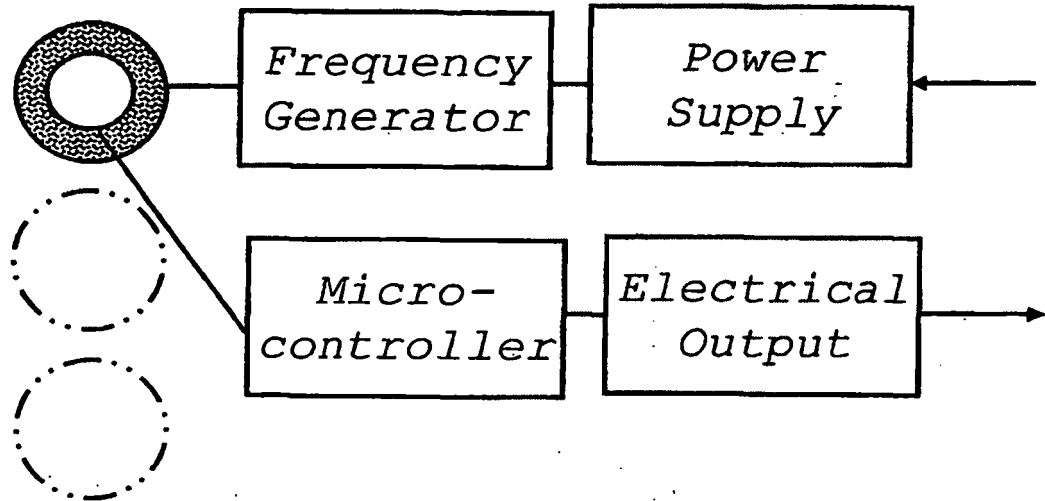 Frequency
Generator
Power
Supply
Micro-
controller
Electrical
Output